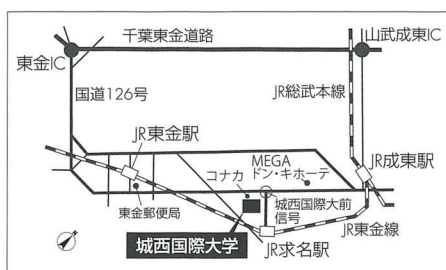 千葉東金道路
山武成東IC
東金IC
国道126号
JR総武本線
JR東金駅
MEGA
ドン・キホーテ
JR成東駅
コナカ
東金郵便局
城西国際大前
信号
JR東金線
城西国際大学
JR求名駅